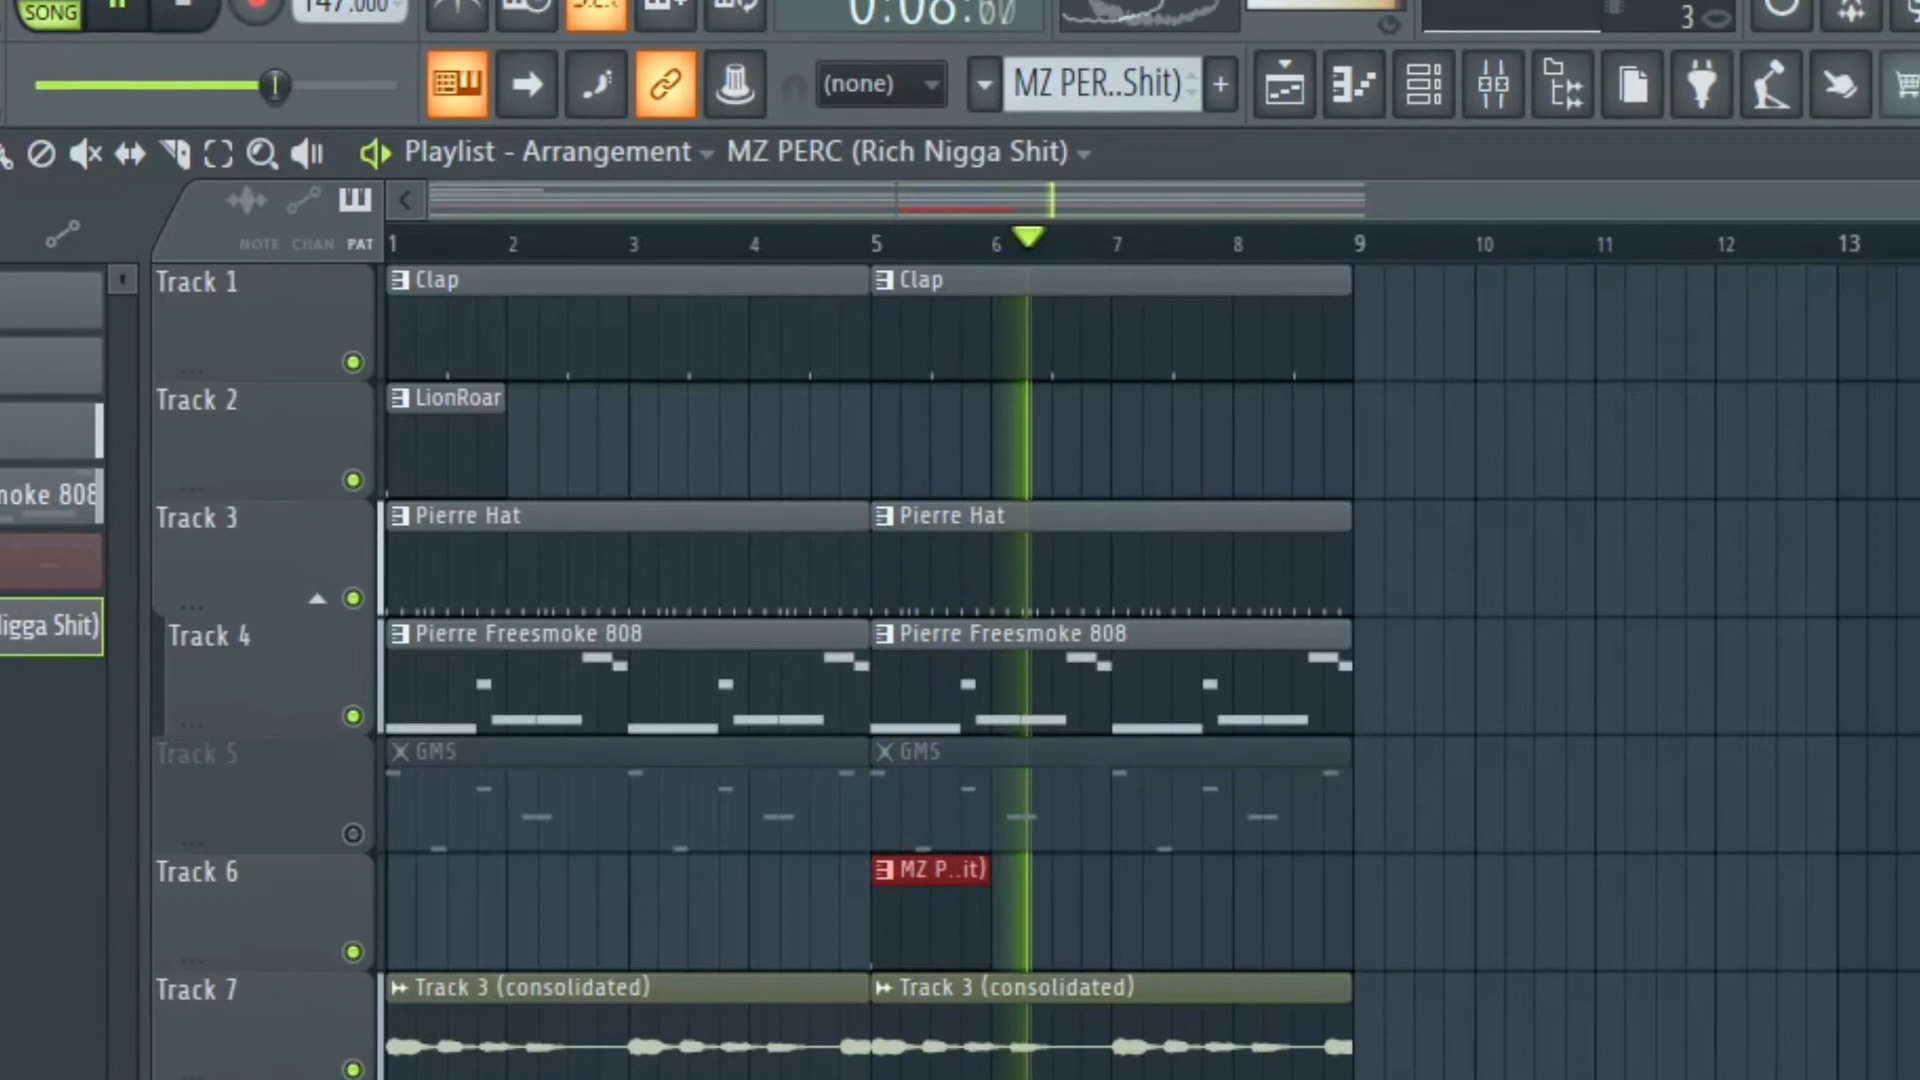 SONG
147.000
0:08:60
3
(none)
MZ PER..Shit)
+
Playlist - Arrangement
MZ PERC (Rich Nigga Shit)
NOTE CHAN PAT
1 2 3 4 5 6 7 8 9 10 11 12 13
Track 1
Clap
Clap
Track 2
LionRoar
moke 808
Track 3
Pierre Hat
Pierre Hat
igga Shit)
Track 4
Pierre Freesmoke 808
Pierre Freesmoke 808
Track 5
GMS
GMS
Track 6
MZ P..it)
Track 7
Track 3 (consolidated)
Track 3 (consolidated)